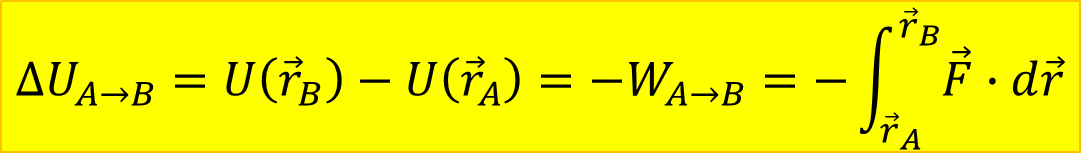 ΔU_{A→B} = U(r⃗_B) − U(r⃗_A) = −W_{A→B} = −∫_{r⃗_A}^{r⃗_B} F⃗ · dr⃗